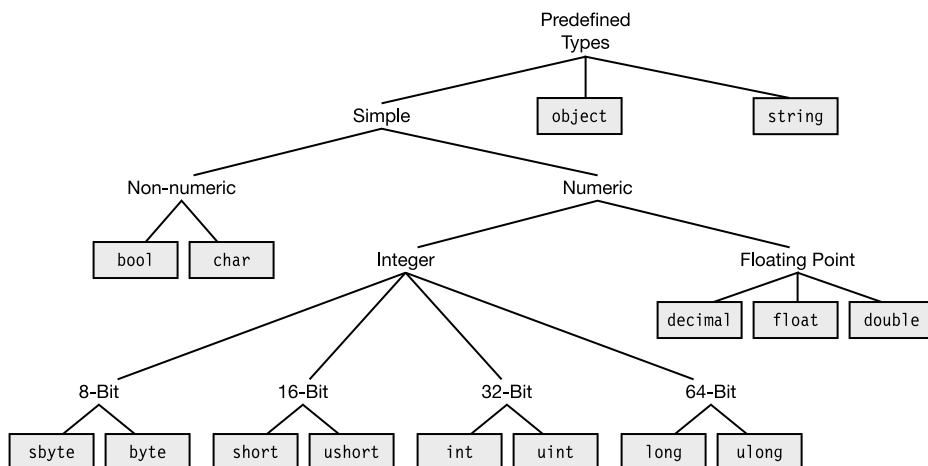 Predefined
Types
object
string
Simple
Non-numeric
Numeric
bool
char
Integer
Floating Point
decimal
float
double
8-Bit
16-Bit
32-Bit
64-Bit
sbyte
byte
short
ushort
int
uint
long
ulong